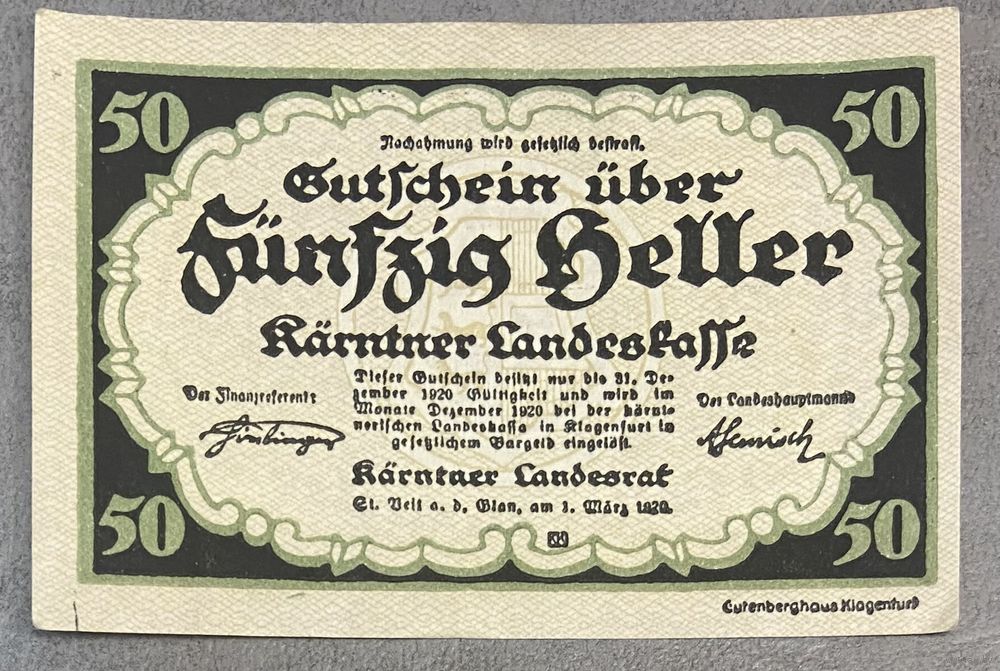 50
50
Nachahmung wird gesetzlich bestraft.
Gutschein über
Fünfzig Heller
Kärntner Landeskasse
Der Finanzreferent:
Dieser Gutschein besitzt nur bis 31. De-
zember 1920 Gültigkeit und wird im
Monate Dezember 1920 bei der kärnt-
nerischen Landeskassa in Klagenfurt in
gesetzlichem Bargeld eingelöst.
Der Landeshauptmann:
Kärntner Landesrat
St. Veit a. d. Glan, am 1. März 1920.
50
50
Gutenberghaus Klagenfurt